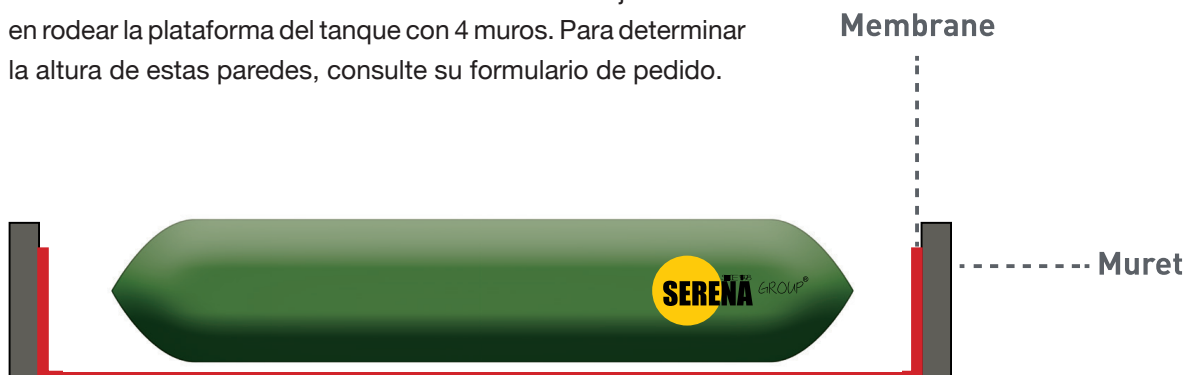 en rodear la plataforma del tanque con 4 muros. Para determinar
la altura de estas paredes, consulte su formulario de pedido.
Membrane
SERENA GROUP®
Muret